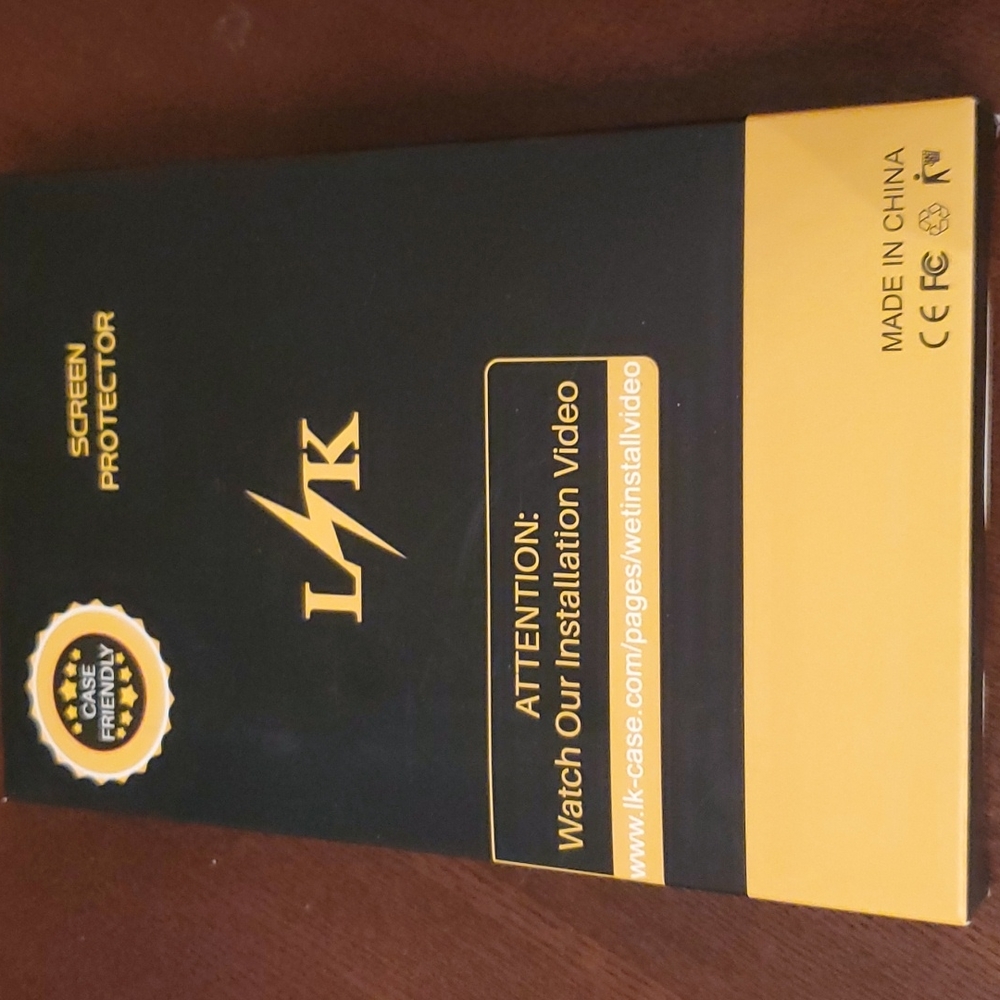 CASE
FRIENDLY
SCREEN
PROTECTOR
LK
ATTENTION:
Watch Our Installation Video
www.lk-case.com/pages/wetinstallvideo
MADE IN CHINA
CE FC